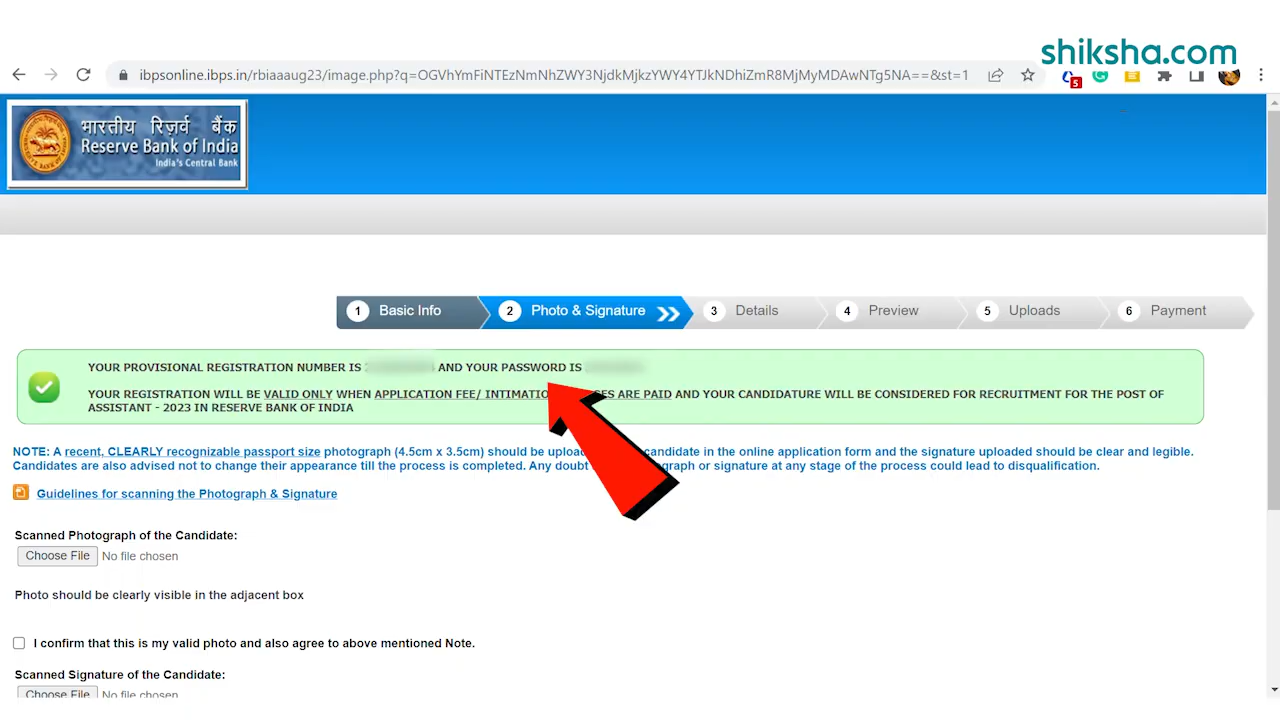 shiksha.com
ibpsonline.ibps.in/rbiaaaug23/image.php?q=OGVhYmFiNTEzNmNhZWY3NjdkMjkzYWY4YTJkNDhiZmR8MjMyMDAwNTg5NA==&st=1
5
भारतीय रिज़र्व बैंक
Reserve Bank of India
India's Central Bank
1 Basic Info 2 Photo & Signature 3 Details 4 Preview 5 Uploads 6 Payment
YOUR PROVISIONAL REGISTRATION NUMBER IS AND YOUR PASSWORD IS
YOUR REGISTRATION WILL BE VALID ONLY WHEN APPLICATION FEE/ INTIMATIO ES ARE PAID AND YOUR CANDIDATURE WILL BE CONSIDERED FOR RECRUITMENT FOR THE POST OF
ASSISTANT - 2023 IN RESERVE BANK OF INDIA
NOTE: A recent, CLEARLY recognizable passport size photograph (4.5cm x 3.5cm) should be uploa candidate in the online application form and the signature uploaded should be clear and legible.
Candidates are also advised not to change their appearance till the process is completed. Any doubt graph or signature at any stage of the process could lead to disqualification.
Guidelines for scanning the Photograph & Signature
Scanned Photograph of the Candidate:
Choose File No file chosen
Photo should be clearly visible in the adjacent box
I confirm that this is my valid photo and also agree to above mentioned Note.
Scanned Signature of the Candidate:
Choose File No file chosen